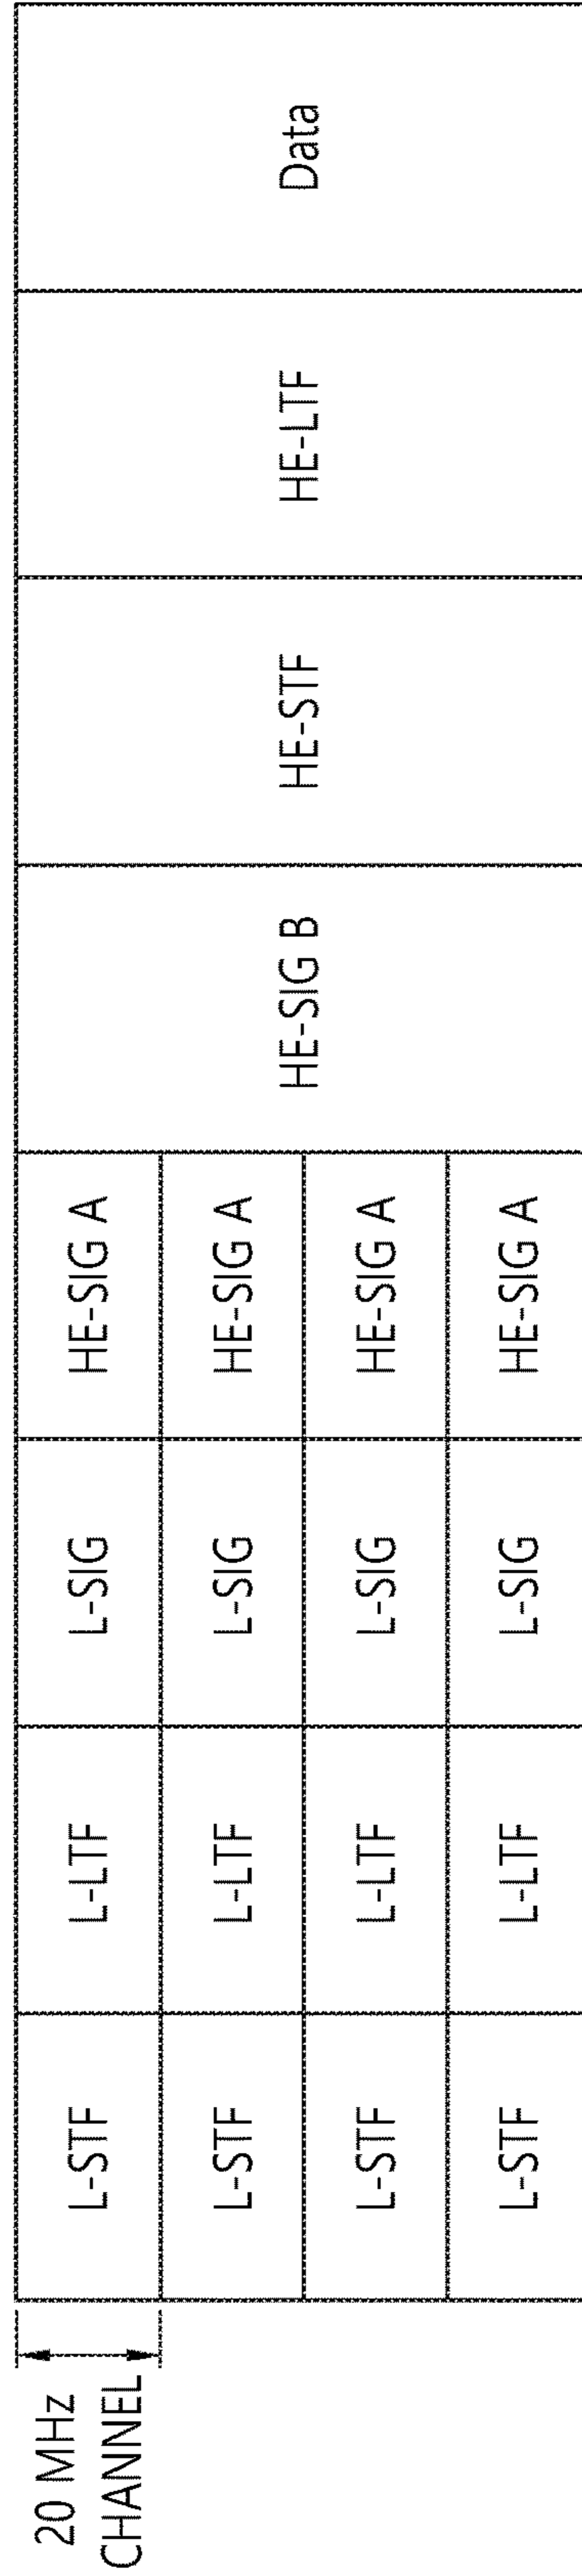 20 MHz
CHANNEL
L-STF
L-LTF
L-SIG
HE-SIG A
L-STF
L-LTF
L-SIG
HE-SIG A
L-STF
L-LTF
L-SIG
HE-SIG A
L-STF
L-LTF
L-SIG
HE-SIG A
HE-SIG B
HE-STF
HE-LTF
Data